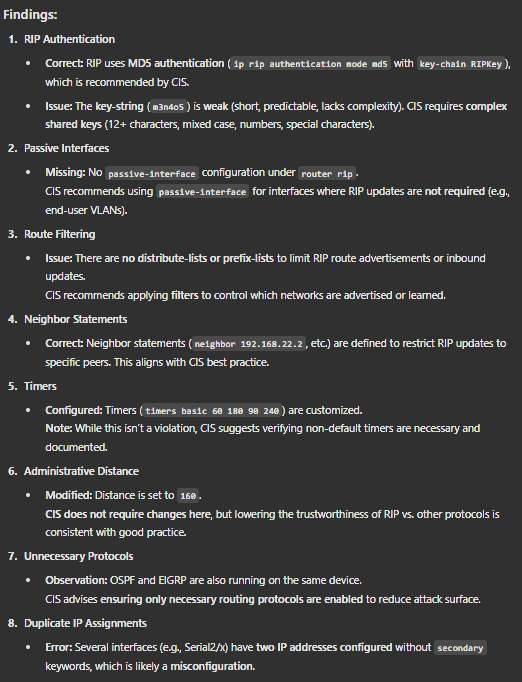 Findings:
1. RIP Authentication
• Correct: RIP uses MD5 authentication ( ip rip authentication mode md5 with key-chain RIPKey ),
which is recommended by CIS.
• Issue: The key-string ( m3n4o5 ) is weak (short, predictable, lacks complexity). CIS requires complex
shared keys (12+ characters, mixed case, numbers, special characters).
2. Passive Interfaces
• Missing: No passive-interface configuration under router rip .
CIS recommends using passive-interface for interfaces where RIP updates are not required (e.g.,
end-user VLANs).
3. Route Filtering
• Issue: There are no distribute-lists or prefix-lists to limit RIP route advertisements or inbound
updates.
CIS recommends applying filters to control which networks are advertised or learned.
4. Neighbor Statements
• Correct: Neighbor statements ( neighbor 192.168.22.2 , etc.) are defined to restrict RIP updates to
specific peers. This aligns with CIS best practice.
5. Timers
• Configured: Timers ( timers basic 60 180 90 240 ) are customized.
Note: While this isn't a violation, CIS suggests verifying non-default timers are necessary and
documented.
6. Administrative Distance
• Modified: Distance is set to 160 .
CIS does not require changes here, but lowering the trustworthiness of RIP vs. other protocols is
consistent with good practice.
7. Unnecessary Protocols
• Observation: OSPF and EIGRP are also running on the same device.
CIS advises ensuring only necessary routing protocols are enabled to reduce attack surface.
8. Duplicate IP Assignments
• Error: Several interfaces (e.g., Serial2/x) have two IP addresses configured without secondary
keywords, which is likely a misconfiguration.